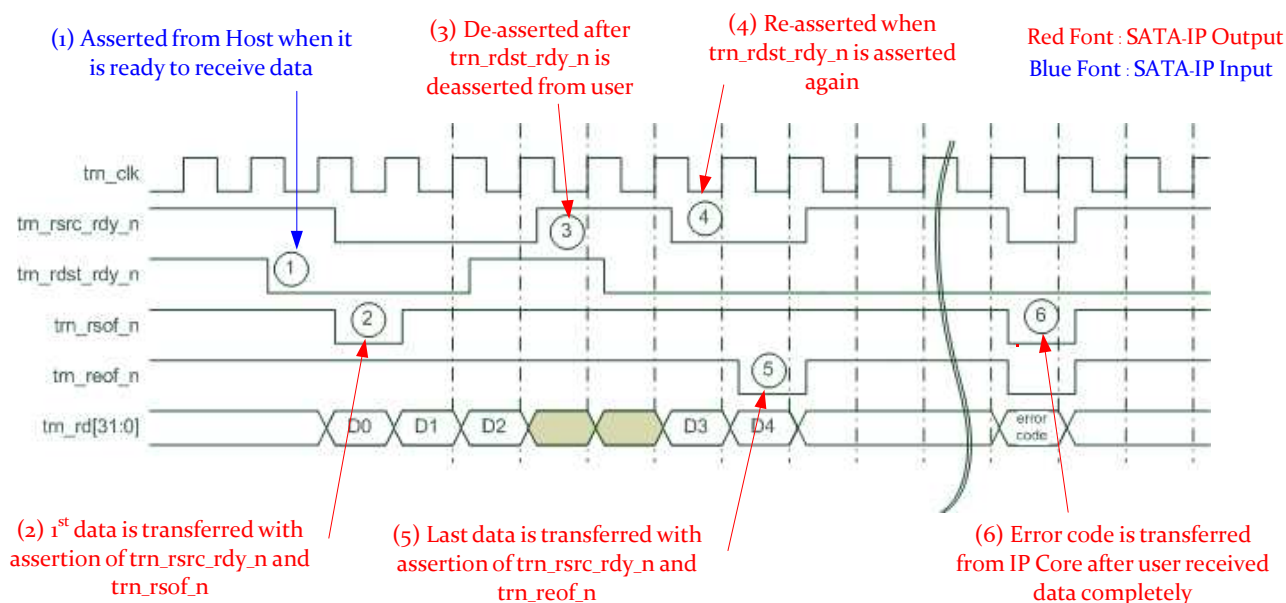 (1) Asserted from Host when it
is ready to receive data
(3) De-asserted after
trn_rdst_rdy_n is
deasserted from user
(4) Re-asserted when
trn_rdst_rdy_n is asserted
again
Red Font : SATA-IP Output
Blue Font : SATA-IP Input
trn_clk
trn_rsrc_rdy_n
3
4
trn_rdst_rdy_n
1
trn_rsof_n
2
6
trn_reof_n
5
trn_rd[31:0]
D0
D1
D2
D3
D4
error
code
(2) 1st data is transferred with
assertion of trn_rsrc_rdy_n and
trn_rsof_n
(5) Last data is transferred with
assertion of trn_rsrc_rdy_n and
trn_reof_n
(6) Error code is transferred
from IP Core after user received
data completely